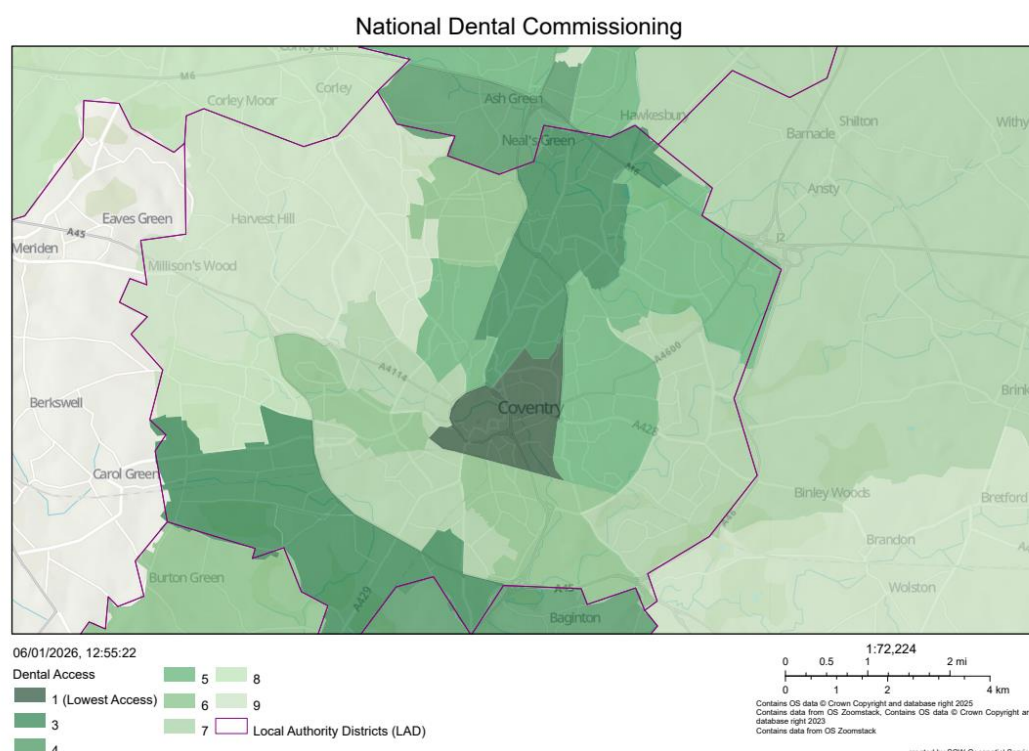 National Dental Commissioning
Corley Moor
Corley
M6
Ash Green
Hawkesbury
Neal's Green
M6
Barnacle
Shilton
Withy
Ansty
J2
Eaves Green
A45
Meriden
Harvest Hill
Millison's Wood
A4114
A4600
Berkswell
Coventry
A428
Brink
Carol Green
Binley Woods
Bretford
A45
Brandon
Wolston
Burton Green
A429
A45
Baginton
06/01/2026, 12:55:22
Dental Access
1 (Lowest Access)
3
4
5
6
7
8
9
Local Authority Districts (LAD)
1:72,224
0 0.5 1 2 mi
0 1 2 4 km
Contains OS data © Crown Copyright and database right 2025
Contains data from OS Zoomstack, Contains OS data © Crown Copyright an
database right 2023
Contains data from OS Zoomstack